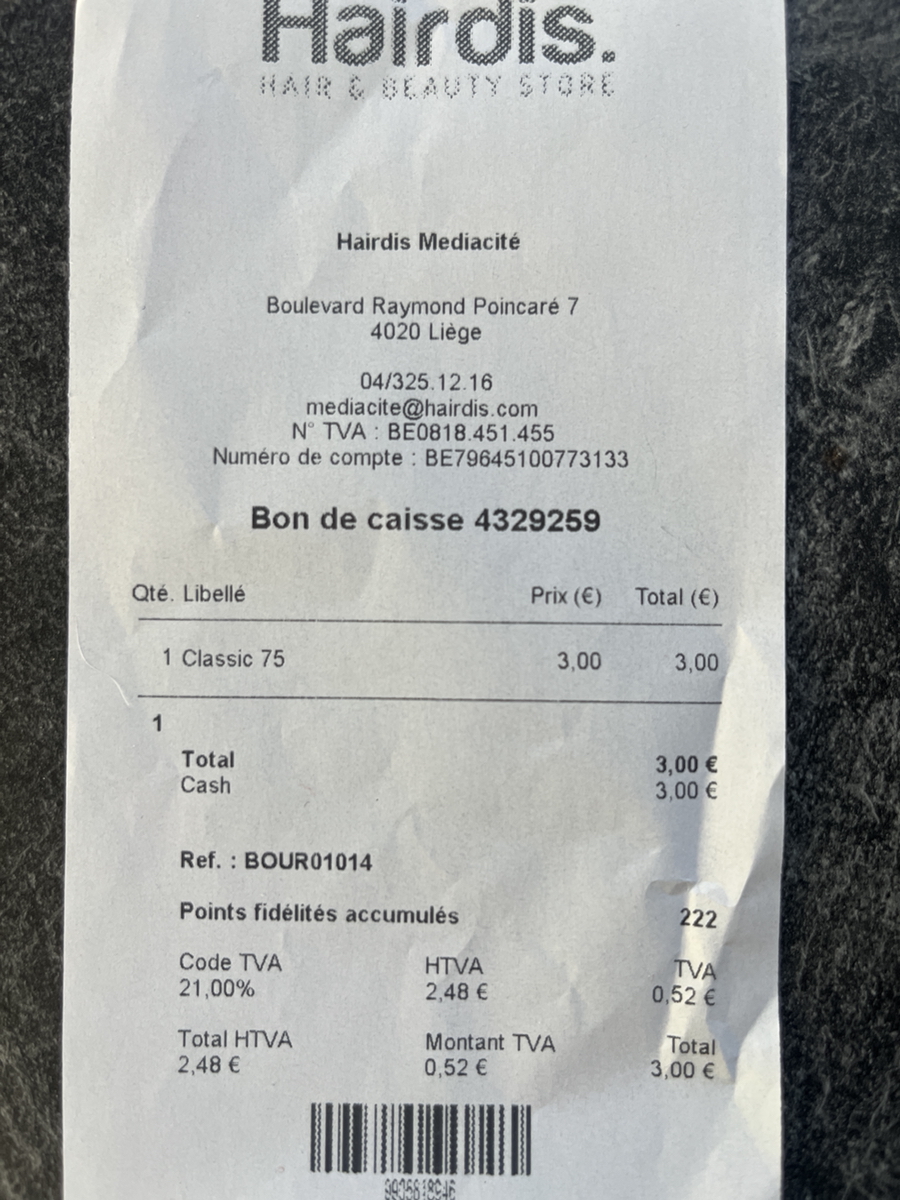 Hairdis.
HAIR & BEAUTY STORE
Hairdis Mediacité
Boulevard Raymond Poincaré 7
4020 Liège
04/325.12.16
mediacite@hairdis.com
N° TVA : BE0818.451.455
Numéro de compte : BE79645100773133
Bon de caisse 4329259
Qté. Libellé Prix (€) Total (€)
1 Classic 75 3,00 3,00
1
Total 3,00 €
Cash 3,00 €
Ref. : BOUR01014
Points fidélités accumulés 222
Code TVA HTVA TVA
21,00% 2,48 € 0,52 €
Total HTVA Montant TVA Total
2,48 € 0,52 € 3,00 €